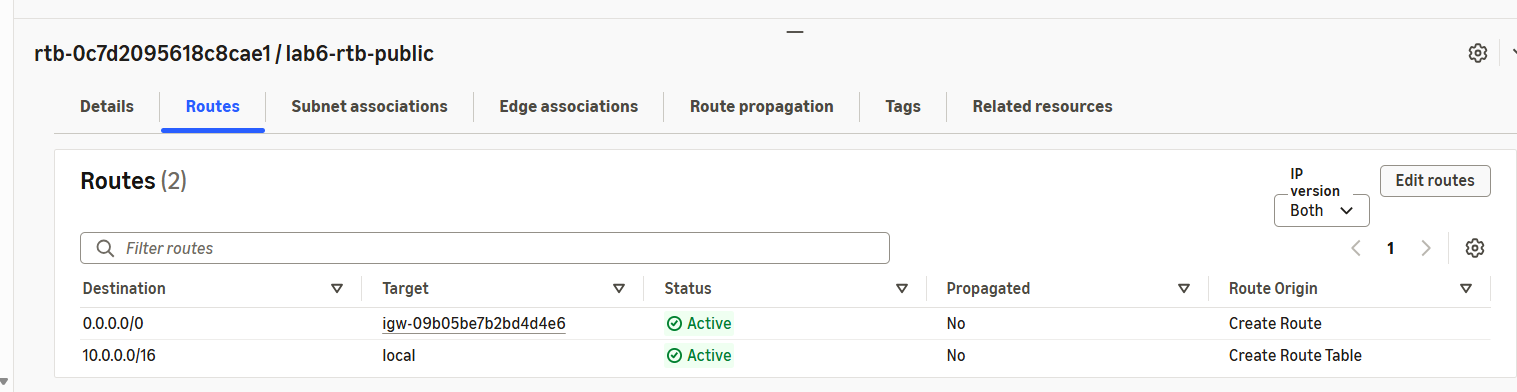 rtb-0c7d2095618c8cae1 / lab6-rtb-public
Details Routes Subnet associations Edge associations Route propagation Tags Related resources
Routes (2)
IP version
Both
Edit routes
Filter routes
1
Destination Target Status Propagated Route Origin
0.0.0.0/0 igw-09b05be7b2bd4d4e6 Active No Create Route
10.0.0.0/16 local Active No Create Route Table